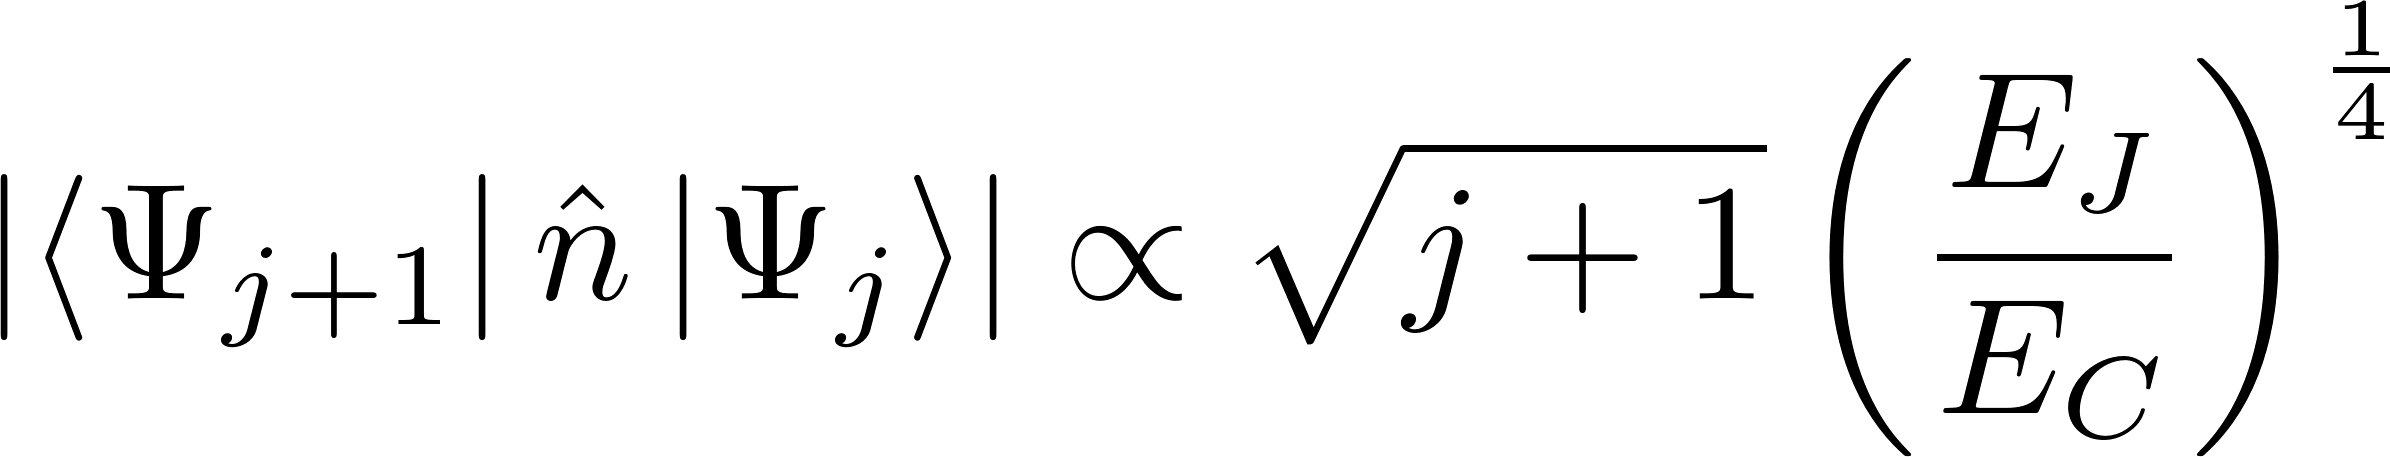 |⟨Ψ_{j+1}| n̂ |Ψ_j⟩| ∝ √(j+1) (E_J/E_C)^{1/4}